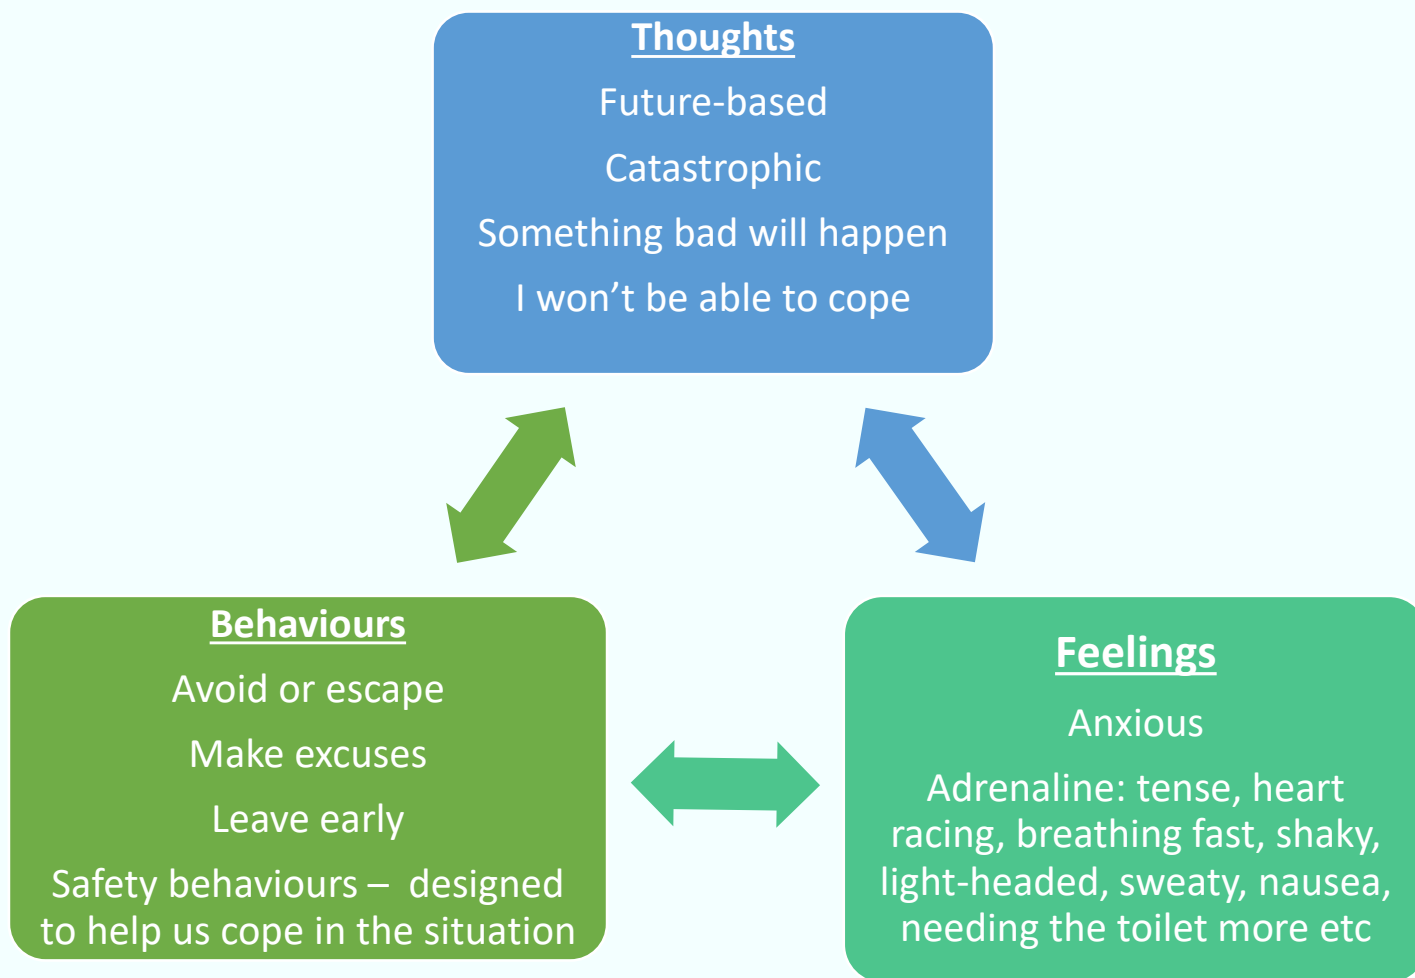 Thoughts
Future-based
Catastrophic
Something bad will happen
I won’t be able to cope
Behaviours
Avoid or escape
Make excuses
Leave early
Safety behaviours –  designed
to help us cope in the situation
Feelings
Anxious
Adrenaline: tense, heart
racing, breathing fast, shaky,
light-headed, sweaty, nausea,
needing the toilet more etc